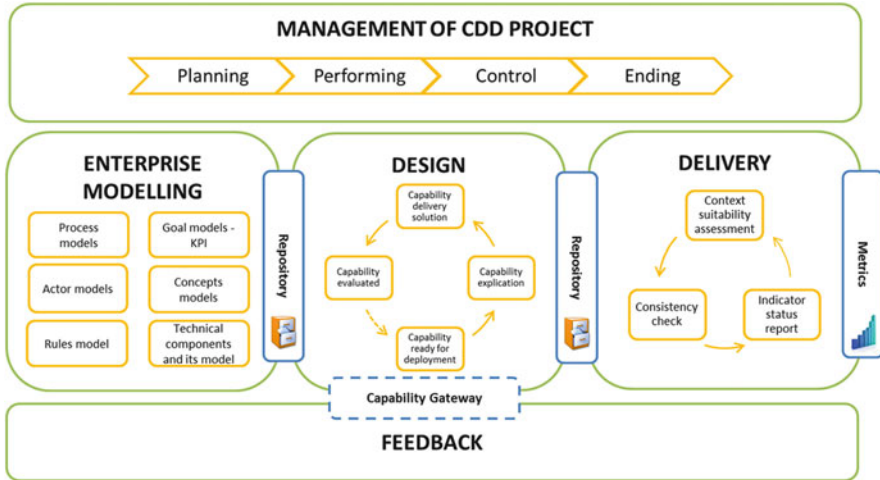 MANAGEMENT OF CDD PROJECT
Planning
Performing
Control
Ending
ENTERPRISE
MODELLING
Process
models
Goal models -
KPI
Actor models
Concepts
models
Rules model
Technical
components
and its model
Repository
DESIGN
Capability
delivery
solution
Capability
evaluated
Capability
explication
Capability
ready for
deployment
Capability Gateway
Repository
DELIVERY
Context
suitability
assessment
Consistency
check
Indicator
status
report
Metrics
FEEDBACK